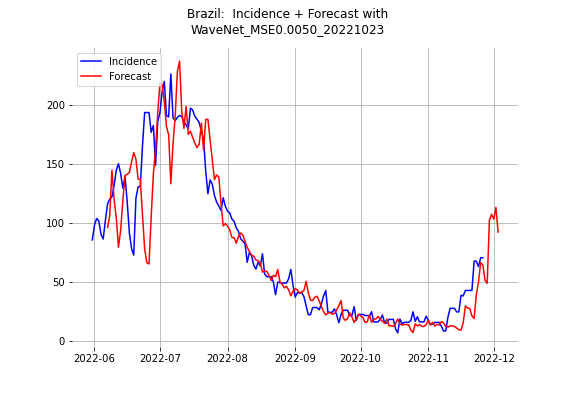 Brazil:  Incidence + Forecast with
WaveNet_MSE0.0050_20221023
Incidence
Forecast
200
150
100
50
0
2022-06 2022-07 2022-08 2022-09 2022-10 2022-11 2022-12